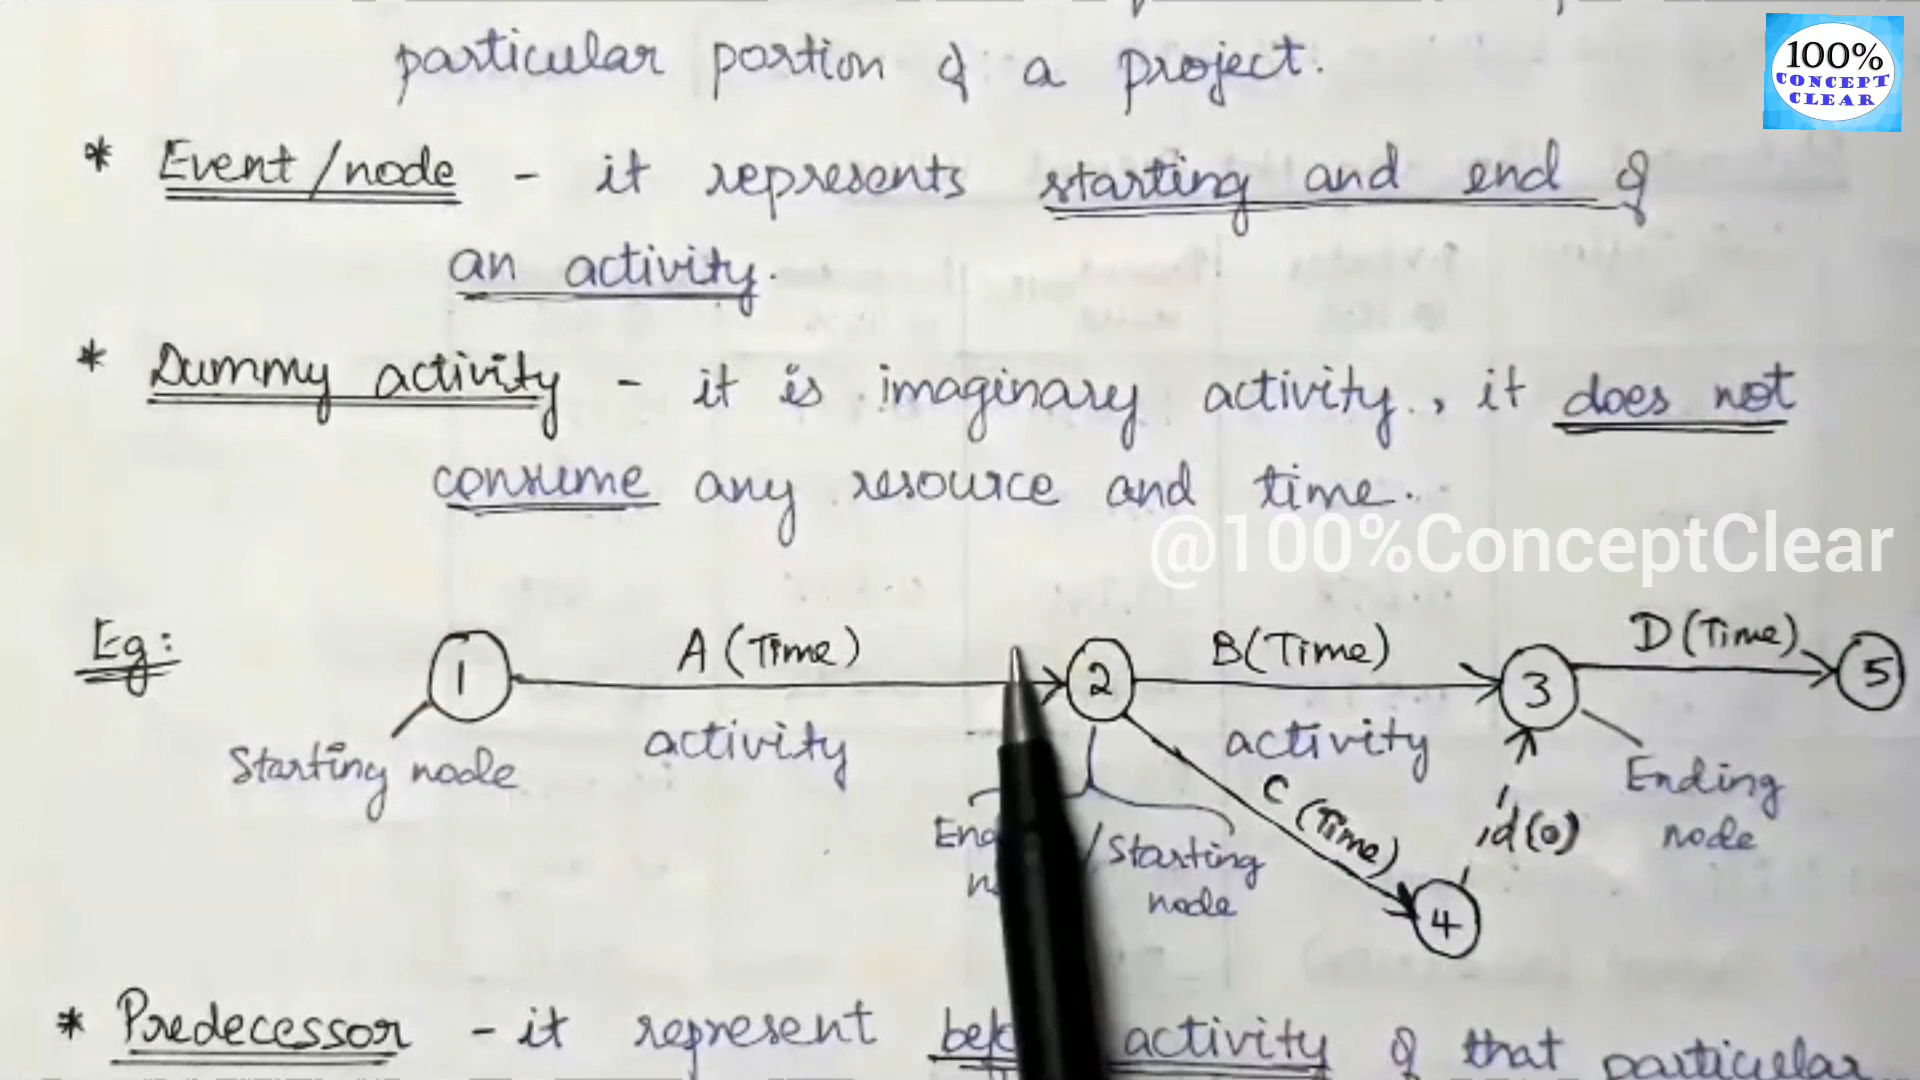 particular portion of a project.
100%
CONCEPT
CLEAR
* Event/node - it represents starting and end of
an activity.
* Dummy activity - it is imaginary activity, it does not
consume any resource and time.
@100%ConceptClear
Eg:
1 A (Time) 2 B(Time) 3 D(Time) 5
Starting node activity activity Ending
node
C (Time)
id(0)
Starting
node
4
* Predecessor - it represent activity of that particular